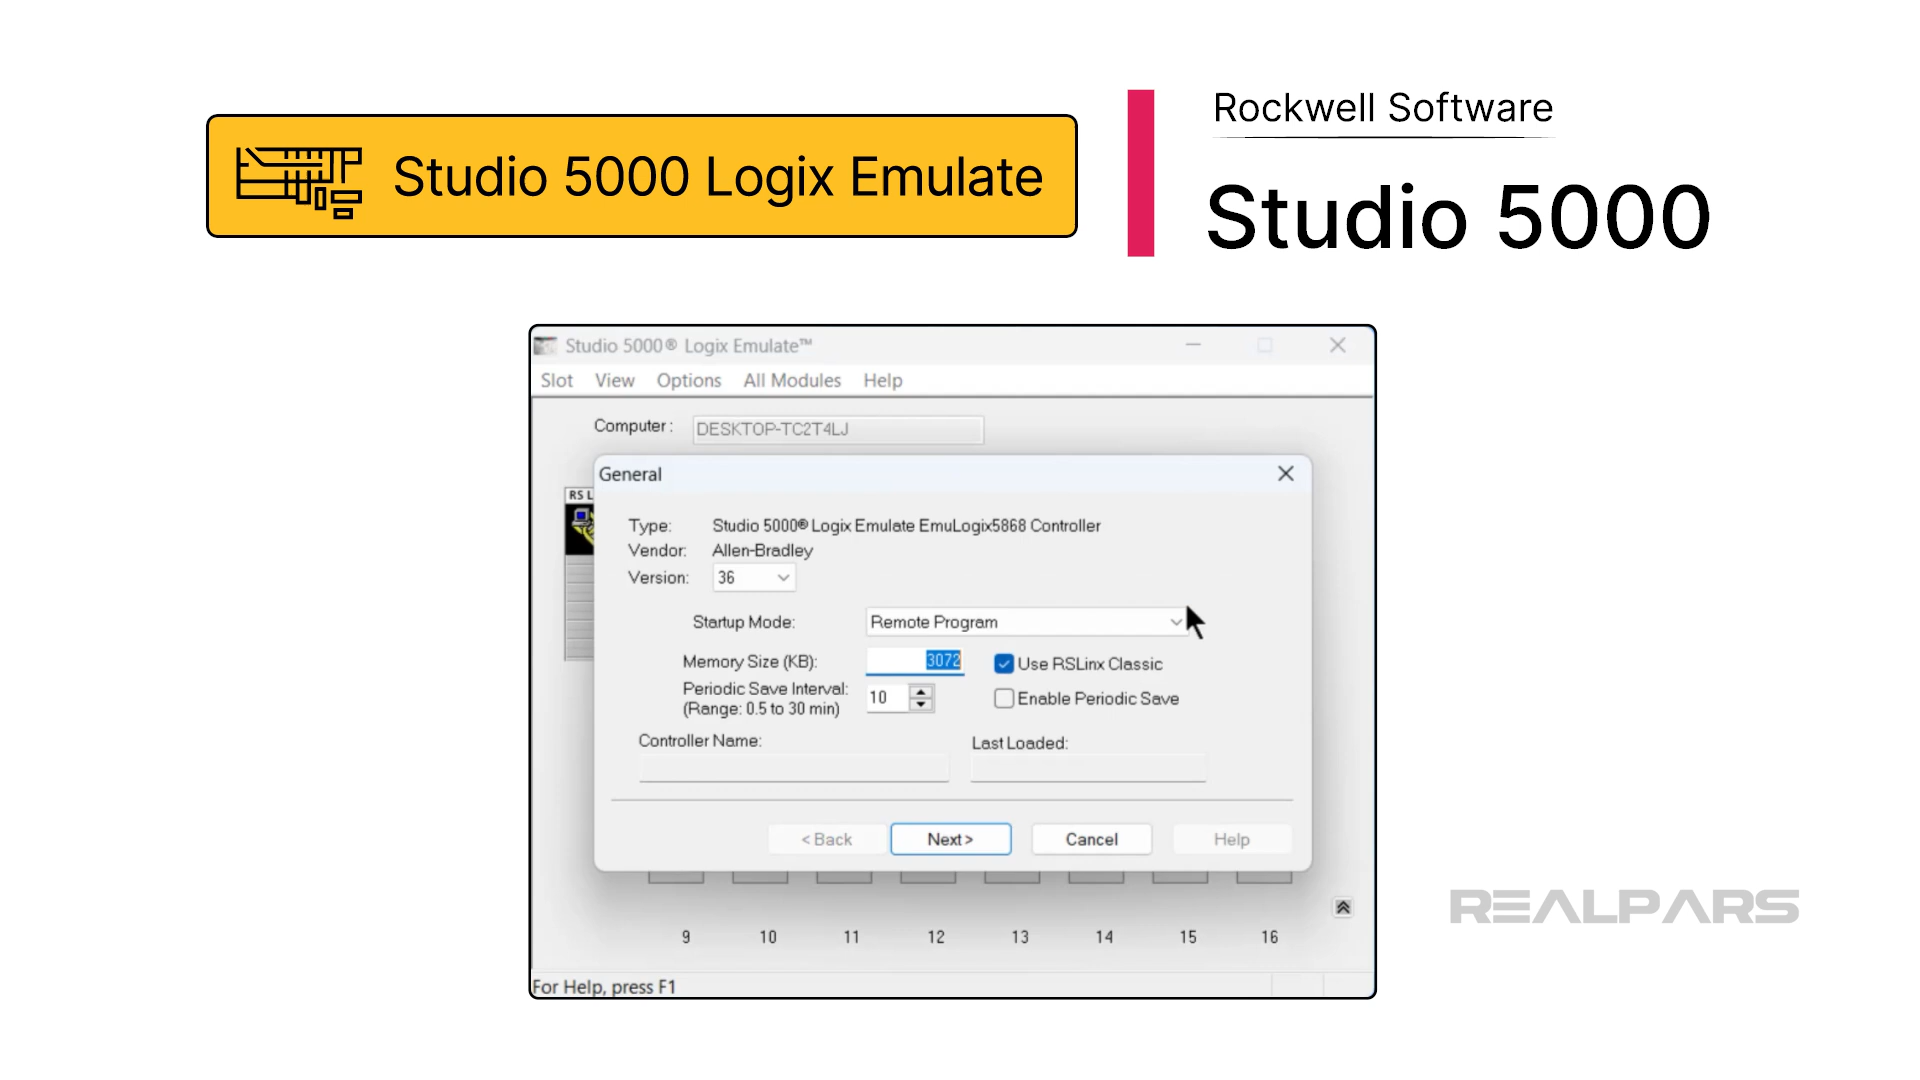 Studio 5000 Logix Emulate
Rockwell Software
Studio 5000
Studio 5000® Logix Emulate™
Slot View Options All Modules Help
Computer : DESKTOP-TC2T4LJ
General
RS L
Type: Studio 5000® Logix Emulate EmuLogix5868 Controller
Vendor: Allen-Bradley
Version: 36
Startup Mode: Remote Program
Memory Size (KB): 3072 Use RSLinx Classic
Periodic Save Interval: 10 Enable Periodic Save
(Range: 0.5 to 30 min)
Controller Name: Last Loaded:
< Back Next > Cancel Help
REALPARS
9 10 11 12 13 14 15 16
For Help, press F1